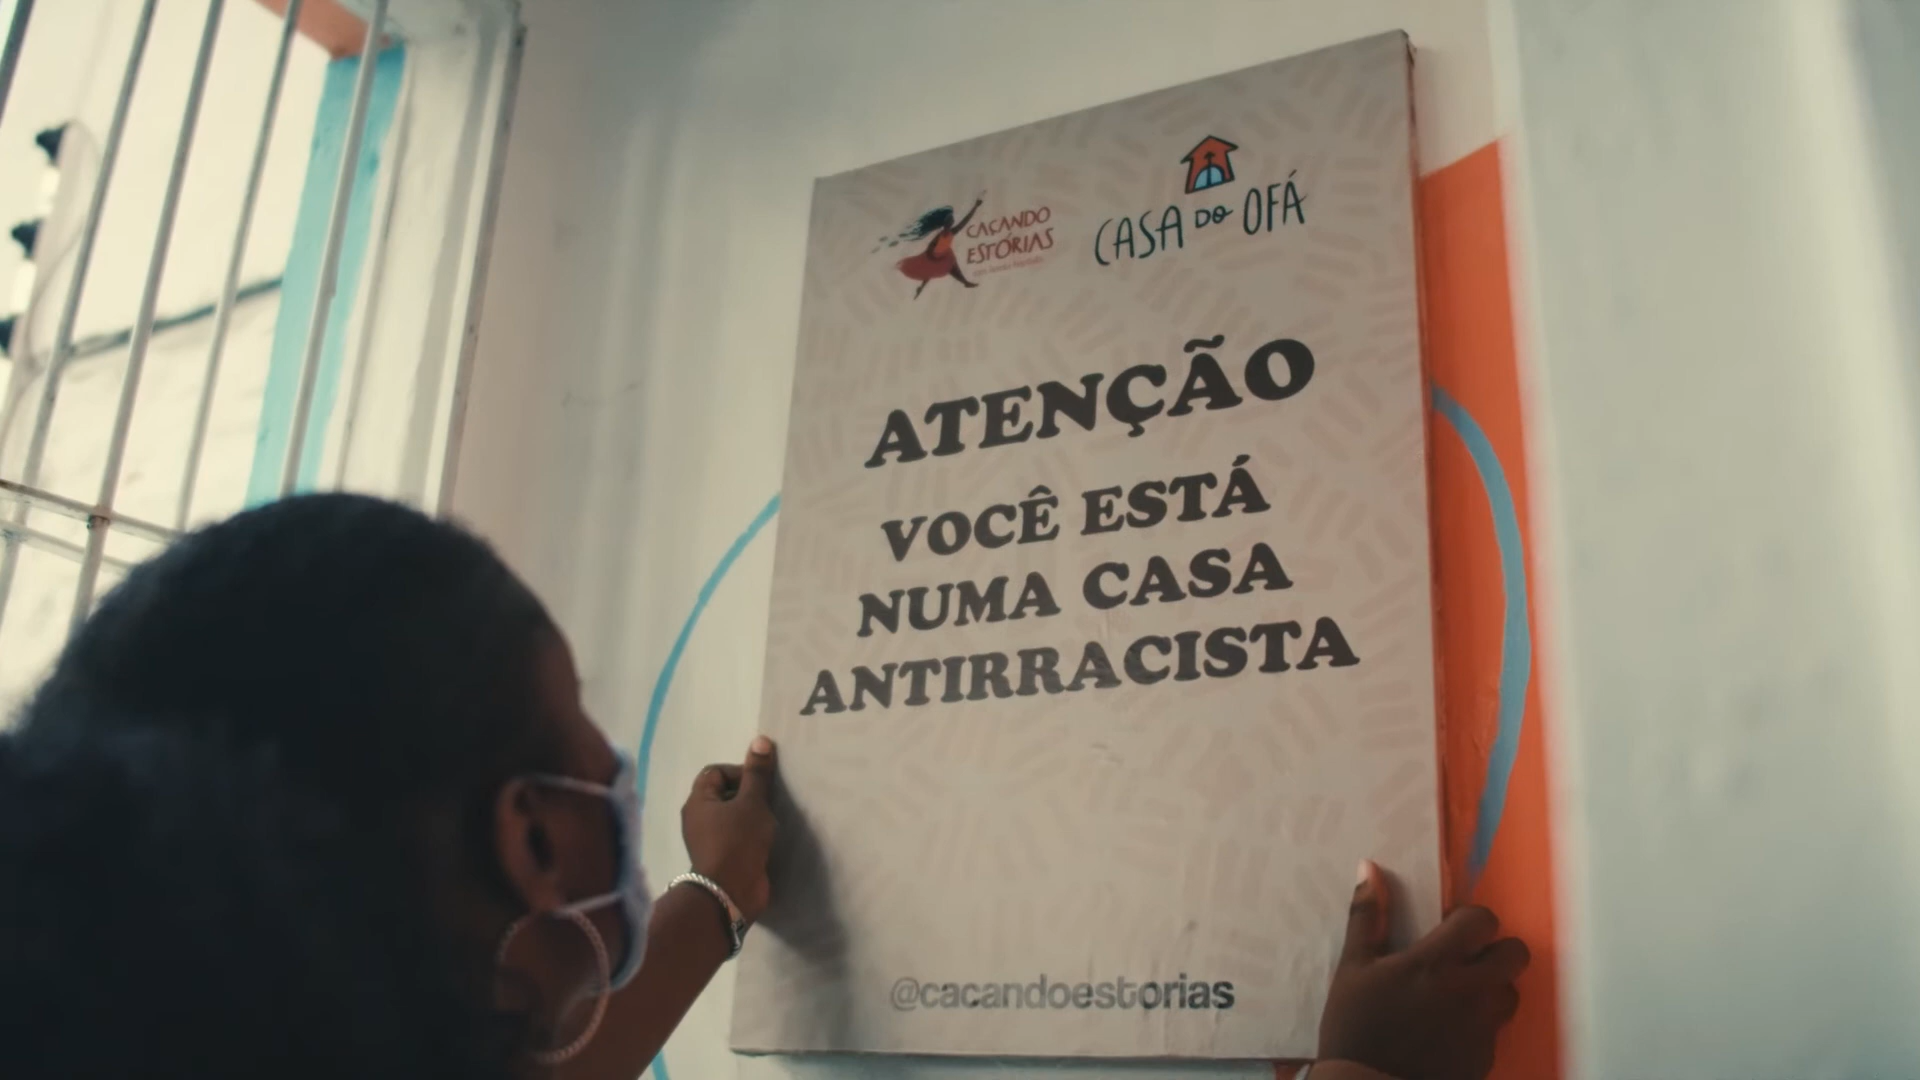 CAÇANDO
ESTÓRIAS
CASA DO OFÁ
ATENÇÃO
VOCÊ ESTÁ
NUMA CASA
ANTIRRACISTA
@cacandoestorias